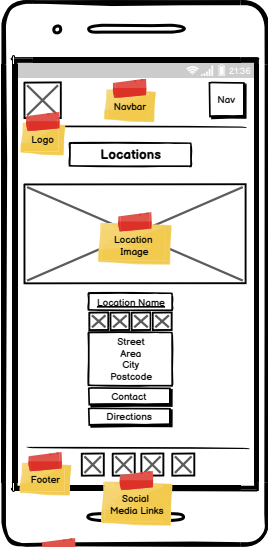 21:36
Navbar
Nav
Logo
Locations
Location
Image
Location Name
Street
Area
City
Postcode
Contact
Directions
Footer
Social
Media Links